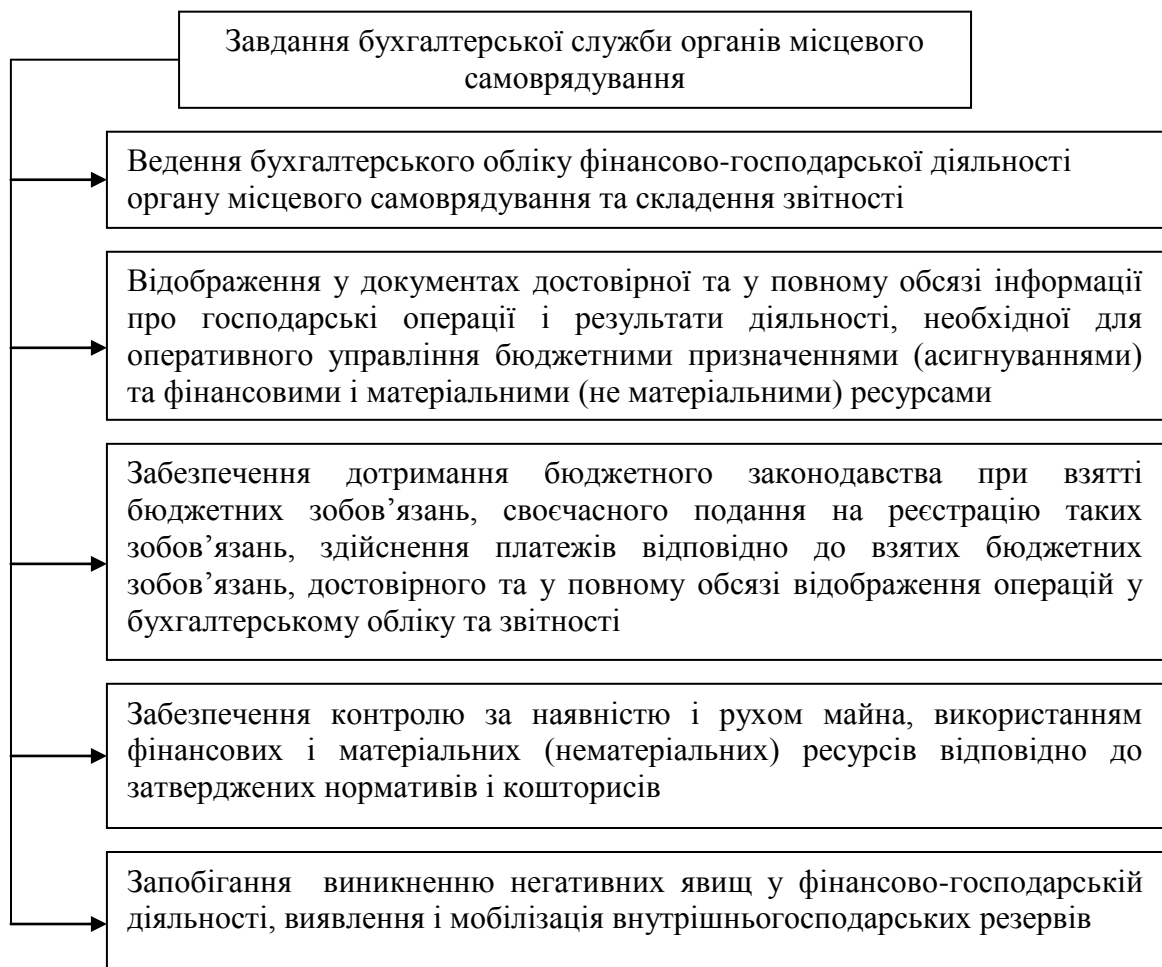 Завдання бухгалтерської служби органів місцевого
самоврядування
Ведення бухгалтерського обліку фінансово-господарської діяльності
органу місцевого самоврядування та складення звітності
Відображення у документах достовірної та у повному обсязі інформації
про господарські операції і результати діяльності, необхідної для
оперативного управління бюджетними призначеннями (асигнуваннями)
та фінансовими і матеріальними (не матеріальними) ресурсами
Забезпечення дотримання бюджетного законодавства при взятті
бюджетних зобов’язань, своєчасного подання на реєстрацію таких
зобов’язань, здійснення платежів відповідно до взятих бюджетних
зобов’язань, достовірного та у повному обсязі відображення операцій у
бухгалтерському обліку та звітності
Забезпечення контролю за наявністю і рухом майна, використанням
фінансових і матеріальних (нематеріальних) ресурсів відповідно до
затверджених нормативів і кошторисів
Запобігання виникненню негативних явищ у фінансово-господарській
діяльності, виявлення і мобілізація внутрішньогосподарських резервів